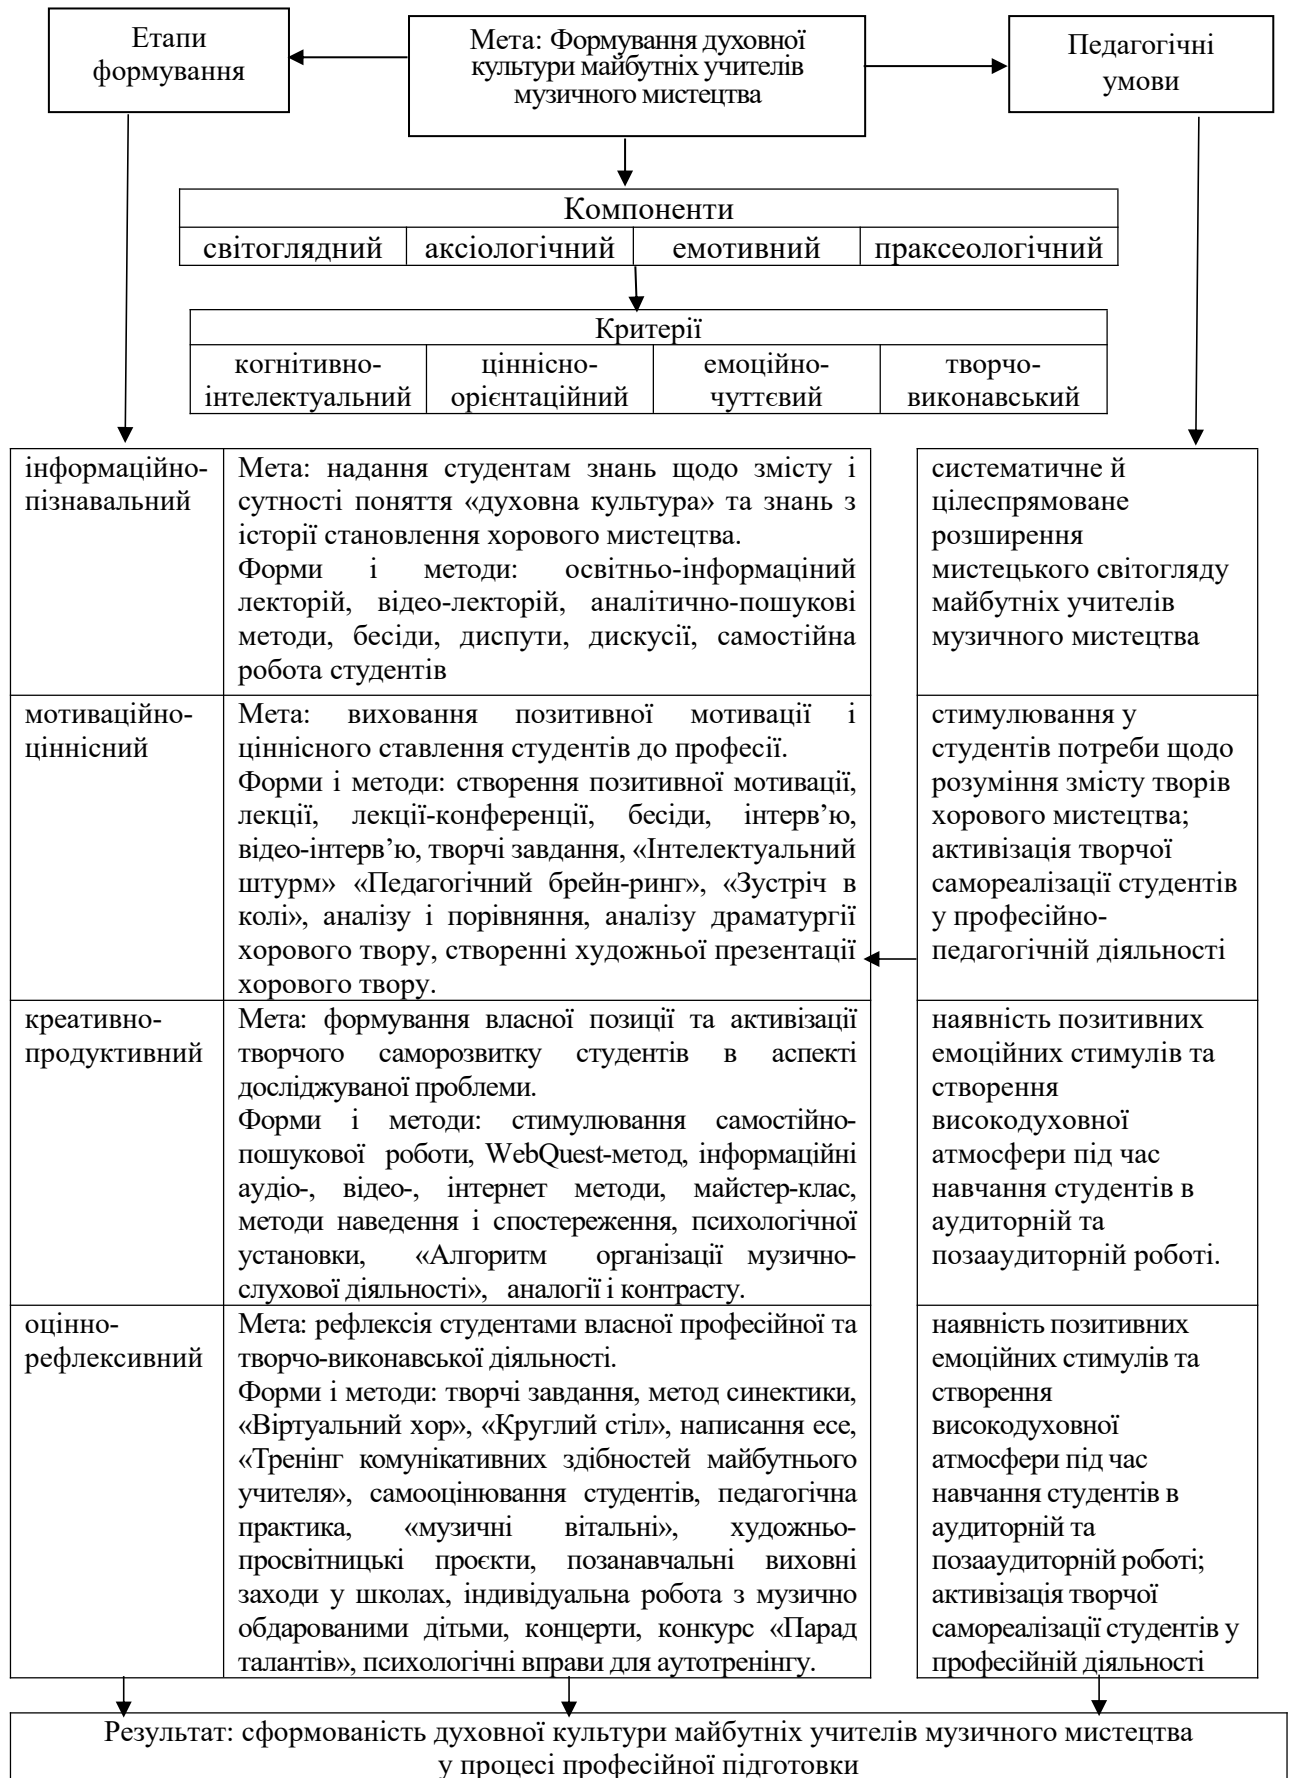 Етапи
формування
Мета: Формування духовної
культури майбутніх учителів
музичного мистецтва
Педагогічні
умови
Компоненти
світоглядний аксіологічний емотивний праксеологічний
Критерії
когнітивно-
інтелектуальний
ціннісно-
орієнтаційний
емоційно-
чуттєвий
творчо-
виконавський
інформаційно-
пізнавальний
Мета: надання студентам знань щодо змісту і
сутності поняття «духовна культура» та знань з
історії становлення хорового мистецтва.
Форми і методи: освітньо-інформаціний
лекторій, відео-лекторій, аналітично-пошукові
методи, бесіди, диспути, дискусії, самостійна
робота студентів
систематичне й
цілеспрямоване
розширення
мистецького світогляду
майбутніх учителів
музичного мистецтва
мотиваційно-
ціннісний
Мета: виховання позитивної мотивації і
ціннісного ставлення студентів до професії.
Форми і методи: створення позитивної мотивації,
лекції, лекції-конференції, бесіди, інтерв’ю,
відео-інтерв’ю, творчі завдання, «Інтелектуальний
штурм» «Педагогічний брейн-ринг», «Зустріч в
колі», аналізу і порівняння, аналізу драматургії
хорового твору, створенні художньої презентації
хорового твору.
стимулювання у
студентів потреби щодо
розуміння змісту творів
хорового мистецтва;
активізація творчої
самореалізації студентів
у професійно-
педагогічній діяльності
креативно-
продуктивний
Мета: формування власної позиції та активізації
творчого саморозвитку студентів в аспекті
досліджуваної проблеми.
Форми і методи: стимулювання самостійно-
пошукової роботи, WebQuest-метод, інформаційні
аудіо-, відео-, інтернет методи, майстер-клас,
методи наведення і спостереження, психологічної
установки, «Алгоритм організації музично-
слухової діяльності», аналогії і контрасту.
наявність позитивних
емоційних стимулів та
створення
високодуховної
атмосфери під час
навчання студентів в
аудиторній та
позааудиторній роботі.
оцінно-
рефлексивний
Мета: рефлексія студентами власної професійної та
творчо-виконавської діяльності.
Форми і методи: творчі завдання, метод синектики,
«Віртуальний хор», «Круглий стіл», написання есе,
«Тренінг комунікативних здібностей майбутнього
учителя», самооцінювання студентів, педагогічна
практика, «музичні вітальні», художньо-
просвітницькі проєкти, позанавчальні виховні
заходи у школах, індивідуальна робота з музично
обдарованими дітьми, концерти, конкурс «Парад
талантів», психологічні вправи для аутотренінгу.
наявність позитивних
емоційних стимулів та
створення
високодуховної
атмосфери під час
навчання студентів в
аудиторній та
позааудиторній роботі;
активізація творчої
самореалізації студентів у
професійній діяльності
Результат: сформованість духовної культури майбутніх учителів музичного мистецтва
у процесі професійної підготовки